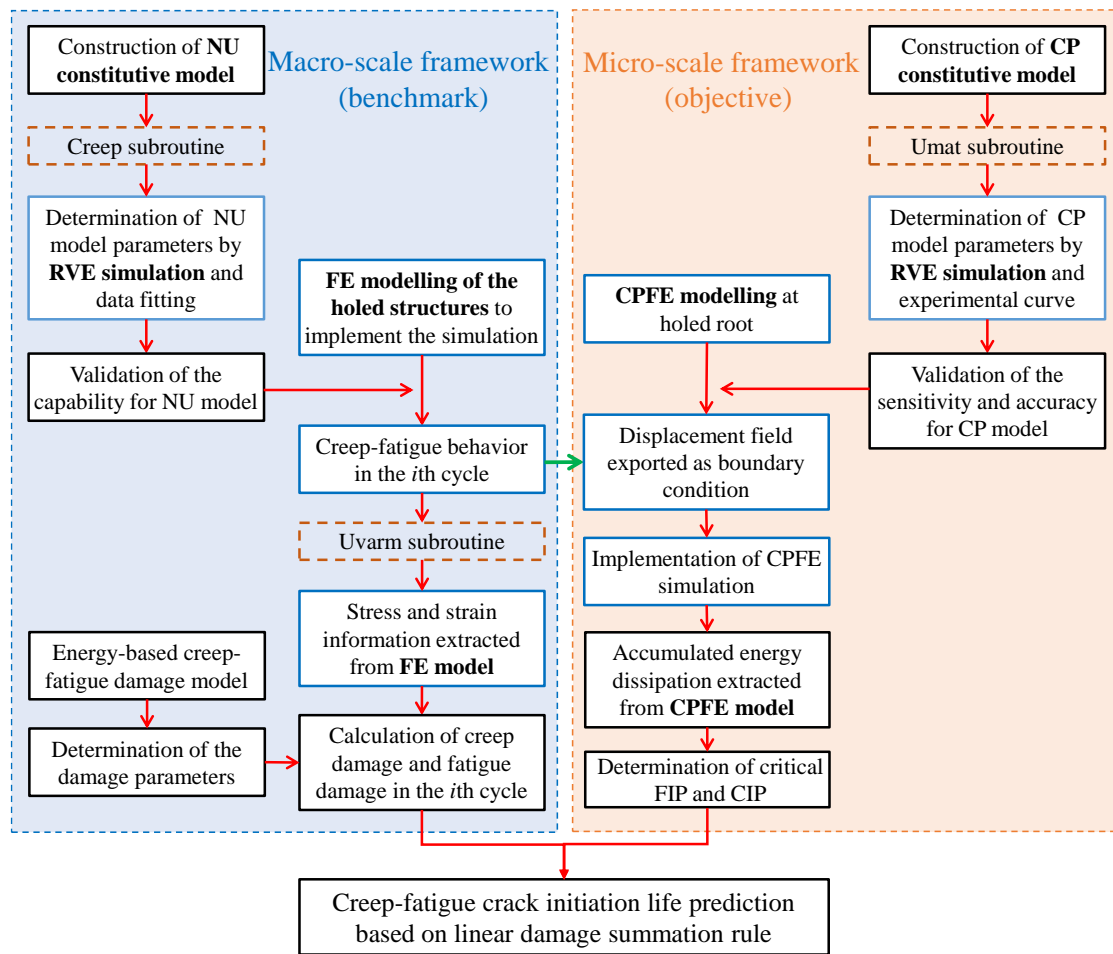 Construction of NU
constitutive model
Macro-scale framework
(benchmark)
Creep subroutine
Determination of NU
model parameters by
RVE simulation and
data fitting
FE modelling of the
holed structures to
implement the simulation
Validation of the
capability for NU model
Creep-fatigue behavior
in the ith cycle
Uvarm subroutine
Stress and strain
information extracted
from FE model
Energy-based creep-
fatigue damage model
Determination of the
damage parameters
Calculation of creep
damage and fatigue
damage in the ith cycle
Micro-scale framework
(objective)
Construction of CP
constitutive model
Umat subroutine
Determination of CP
model parameters by
RVE simulation and
experimental curve
CPFE modelling at
holed root
Validation of the
sensitivity and accuracy
for CP model
Displacement field
exported as boundary
condition
Implementation of CPFE
simulation
Accumulated energy
dissipation extracted
from CPFE model
Determination of critical
FIP and CIP
Creep-fatigue crack initiation life prediction
based on linear damage summation rule